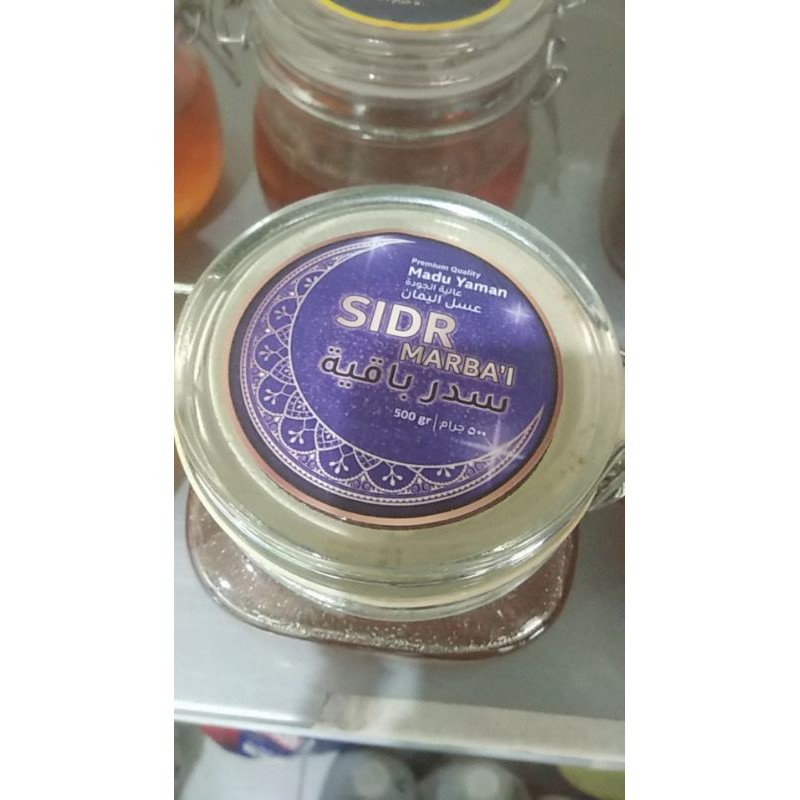 Premium Quality
Madu Yaman
عالية الجودة
عسل اليمان
SIDR
MARBA'I
سدر باقية
500 gr | ٥٠٠ جرام